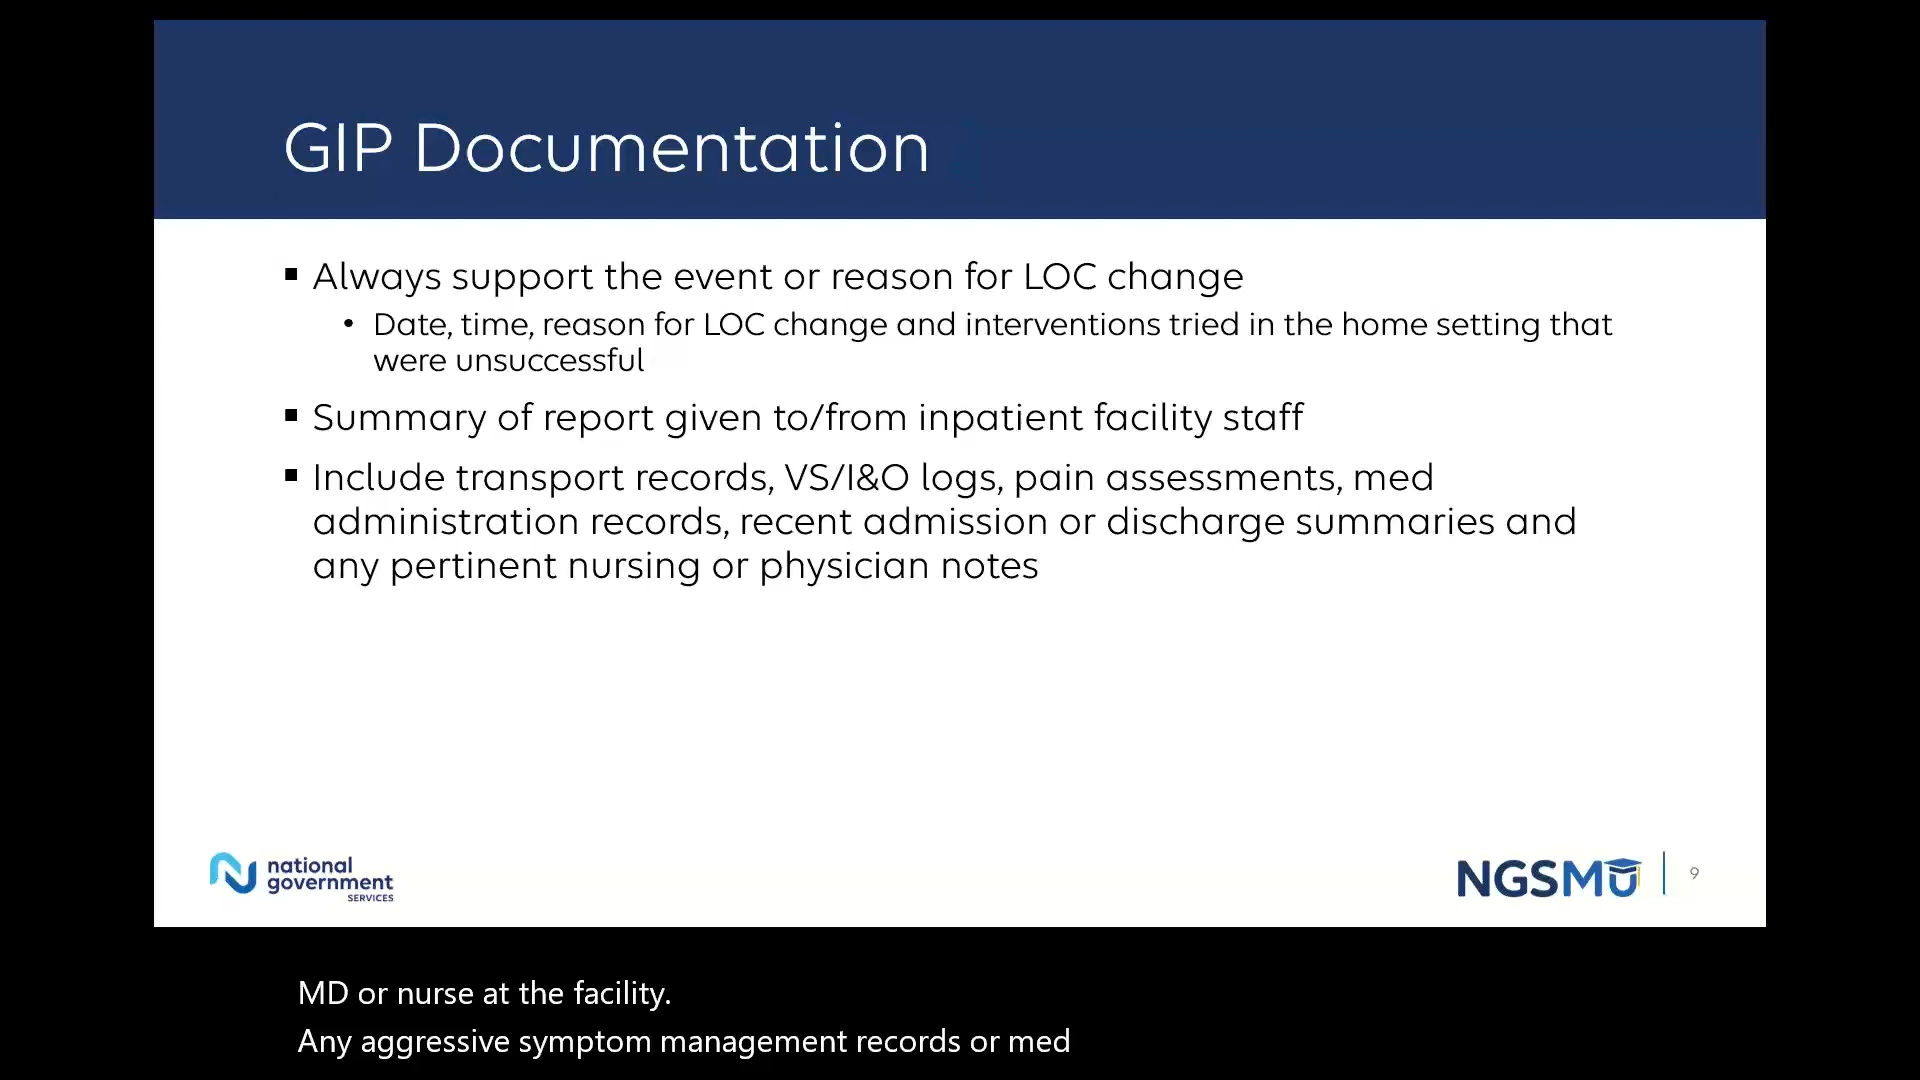 GIP Documentation
▪ Always support the event or reason for LOC change
• Date, time, reason for LOC change and interventions tried in the home setting that
were unsuccessful
▪ Summary of report given to/from inpatient facility staff
▪ Include transport records, VS/I&O logs, pain assessments, med
administration records, recent admission or discharge summaries and
any pertinent nursing or physician notes
national
government
SERVICES
NGSMU
9
MD or nurse at the facility.
Any aggressive symptom management records or med